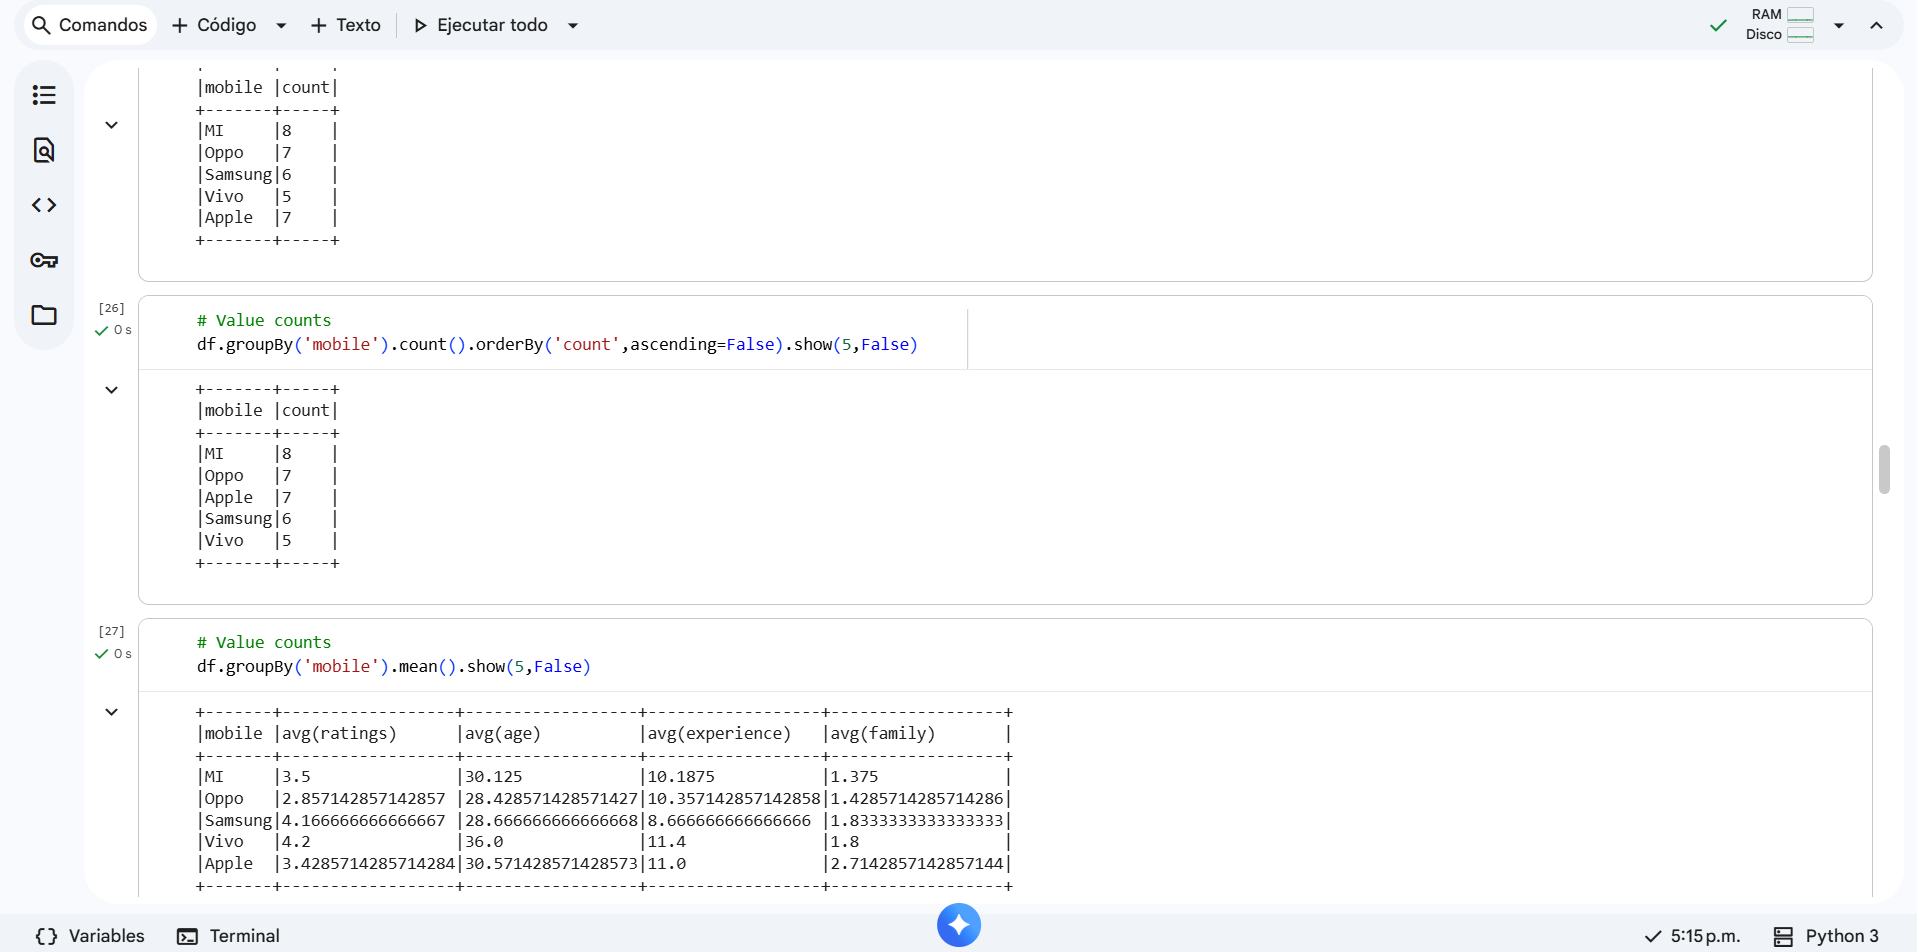 Comandos + Código + Texto Ejecutar todo RAM
Disco
|mobile |count|
+-------+-----+
|MI     |8    |
|Oppo   |7    |
|Samsung|6    |
|Vivo   |5    |
|Apple  |7    |
+-------+-----+
[26]
0 s
# Value counts
df.groupBy('mobile').count().orderBy('count',ascending=False).show(5,False)
+-------+-----+
|mobile |count|
+-------+-----+
|MI     |8    |
|Oppo   |7    |
|Apple  |7    |
|Samsung|6    |
|Vivo   |5    |
+-------+-----+
[27]
0 s
# Value counts
df.groupBy('mobile').mean().show(5,False)
+-------+------------------+------------------+------------------+------------------+
|mobile |avg(ratings)      |avg(age)          |avg(experience)   |avg(family)       |
+-------+------------------+------------------+------------------+------------------+
|MI     |3.5               |30.125            |10.1875           |1.375             |
|Oppo   |2.857142857142857 |28.428571428571427|10.357142857142858|1.4285714285714286|
|Samsung|4.166666666666667 |28.666666666666668|8.666666666666666 |1.8333333333333333|
|Vivo   |4.2               |36.0              |11.4              |1.8               |
|Apple  |3.4285714285714284|30.571428571428573|11.0              |2.7142857142857144|
+-------+------------------+------------------+------------------+------------------+
{} Variables Terminal 5:15 p.m. Python 3